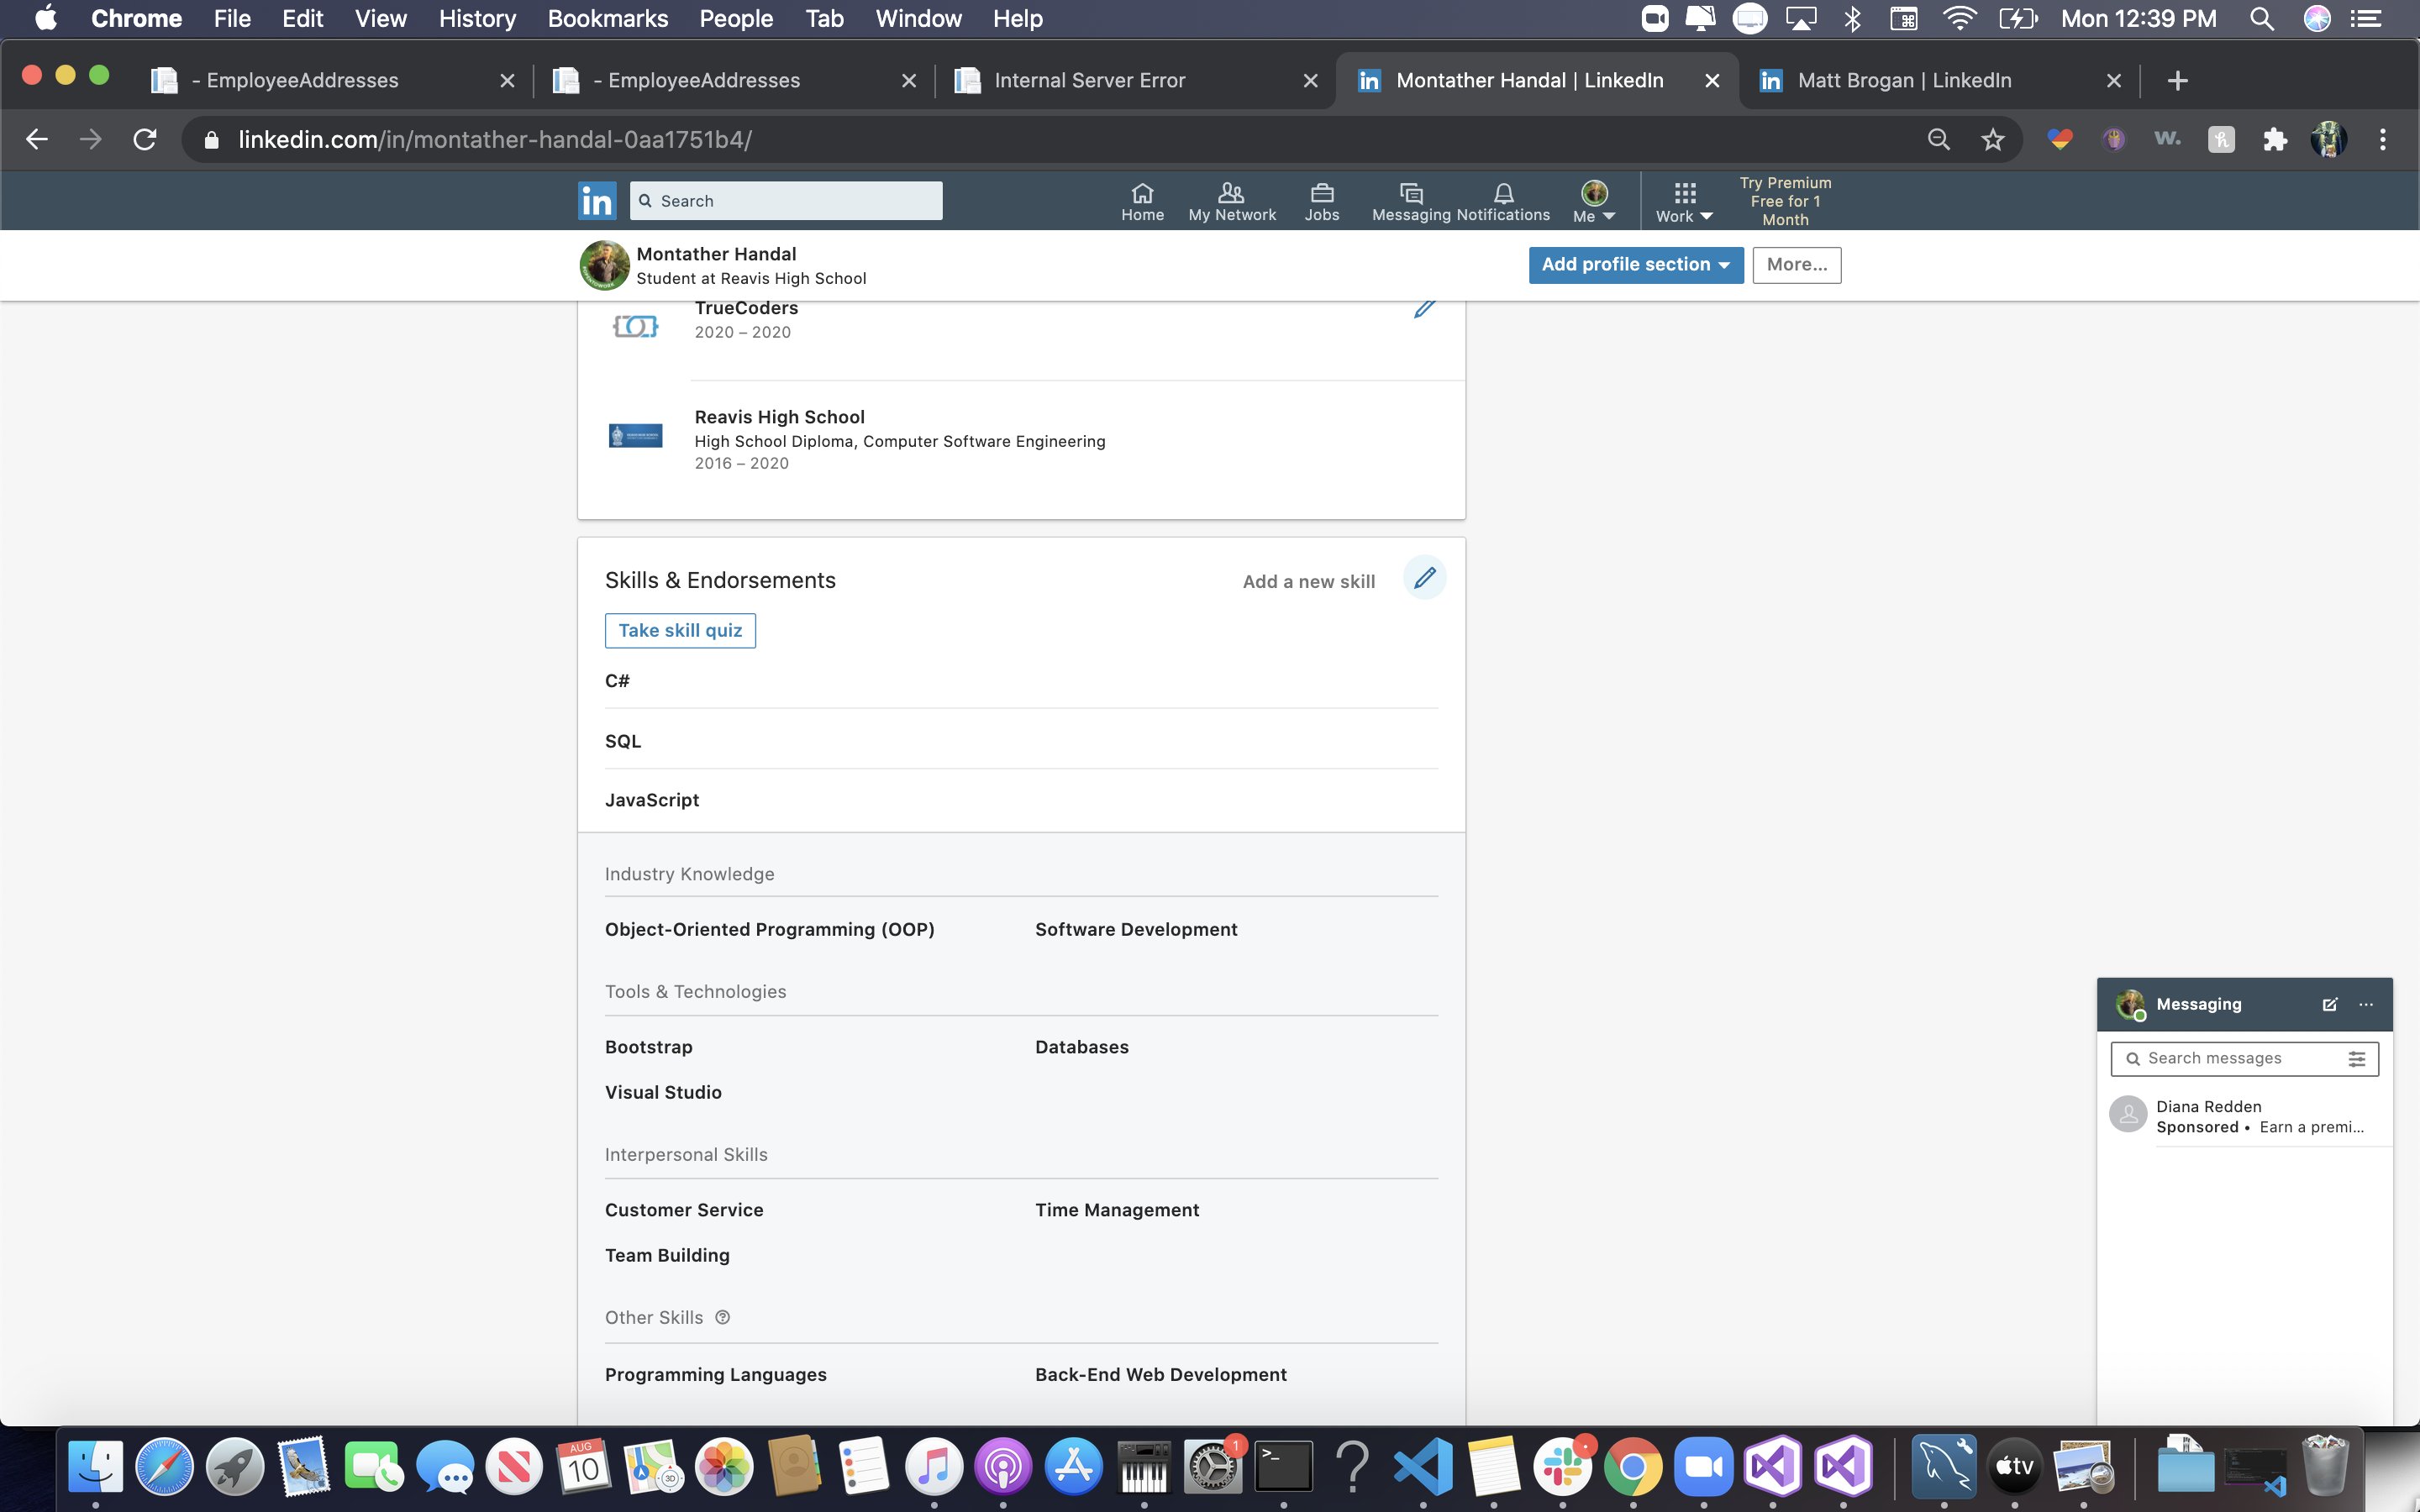 Chrome File Edit View History Bookmarks People Tab Window Help Mon 12:39 PM
- EmployeeAddresses - EmployeeAddresses Internal Server Error Montather Handal | LinkedIn Matt Brogan | LinkedIn
linkedin.com/in/montather-handal-0aa1751b4/
in Search Home My Network Jobs Messaging Notifications Me Work
Try Premium
Free for 1
Month
Montather Handal
Student at Reavis High School
Add profile section More...
TrueCoders
2020 – 2020
Reavis High School
High School Diploma, Computer Software Engineering
2016 – 2020
Skills & Endorsements Add a new skill
Take skill quiz
C#
SQL
JavaScript
Industry Knowledge
Object-Oriented Programming (OOP) Software Development
Tools & Technologies
Bootstrap Databases
Visual Studio
Interpersonal Skills
Customer Service Time Management
Team Building
Other Skills
Programming Languages Back-End Web Development
Messaging
Search messages
Diana Redden
Sponsored • Earn a premi...
AUG
10
3D
1
tv